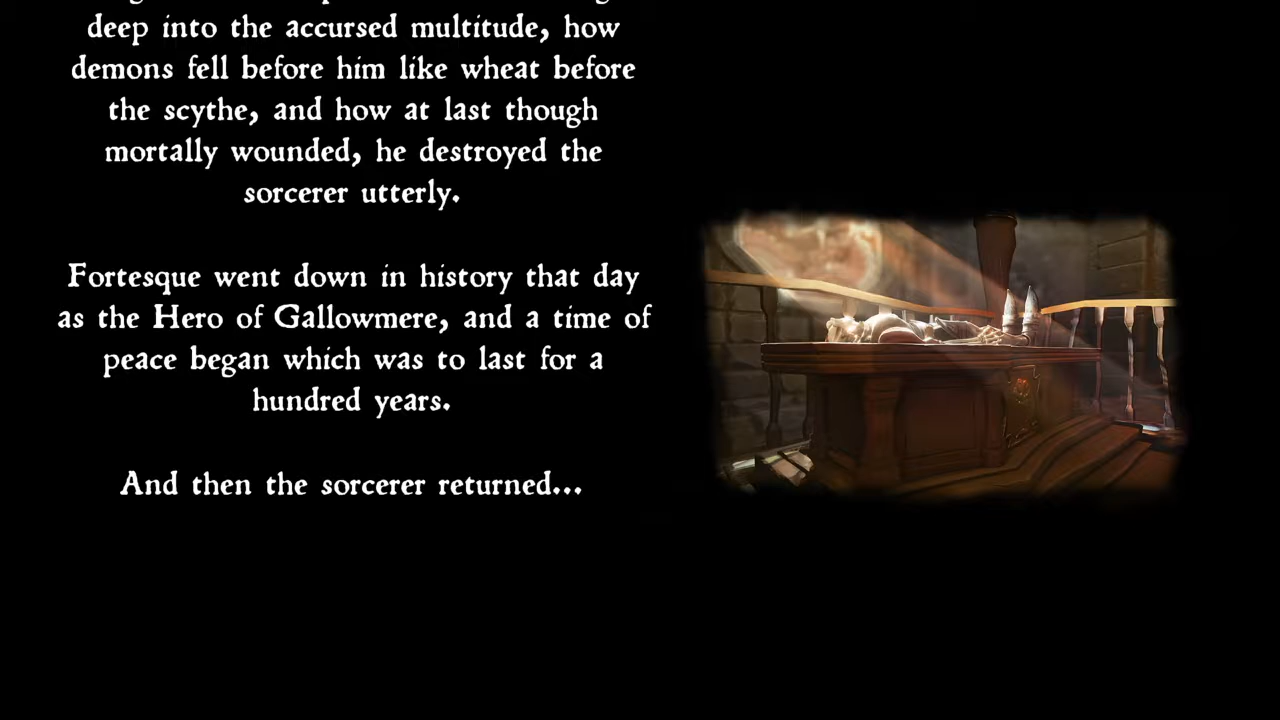 deep into the accursed multitude, how
demons fell before him like wheat before
the scythe, and how at last though
mortally wounded, he destroyed the
sorcerer utterly.
Fortesque went down in history that day
as the Hero of Gallowmere, and a time of
peace began which was to last for a
hundred years.
And then the sorcerer returned...